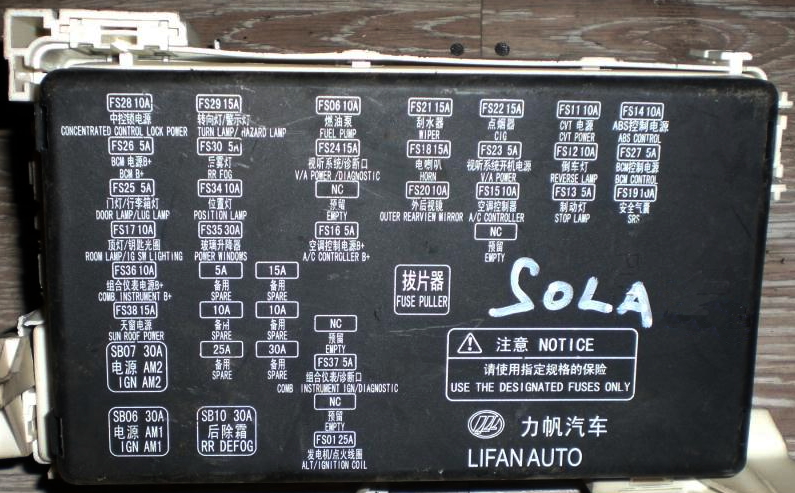 FS28 10A
中控锁电源
CONCENTRATED CONTROL LOCK POWER
FS26 5A
BCM 电源B+
BCM B+
FS25 5A
门灯/行李箱灯
DOOR LAMP/LUG LAMP
FS17 10A
顶灯/钥匙光圈
ROOM LAMP/IG SW LIGHTING
FS36 10A
组合仪表电源B+
COMB INSTRUMENT B+
FS38 15A
天窗电源
SUN ROOF POWER
SB07 30A
电源 AM2
IGN AM2
SB06 30A
电源 AM1
IGN AM1
FS29 15A
转向灯/警示灯
TURN LAMP/ HAZARD LAMP
FS30 5A
后雾灯
RR FOG
FS34 10A
位置灯
POSITION LAMP
FS35 30A
玻璃升降器
POWER WINDOWS
5A
备用
SPARE
15A
备用
SPARE
10A
备用
SPARE
10A
备用
SPARE
25A
备用
SPARE
30A
备用
SPARE
SB10 30A
后除霜
RR DEFOG
FS06 10A
燃油泵
FUEL PUMP
FS24 15A
视听系统/诊断口
V/A POWER /DIAGNOSTIC
NC
预留
EMPTY
FS16 5A
空调控制电源B+
A/C CONTROLLER B+
NC
预留
EMPTY
FS37 5A
组合仪表/诊断口
COMB INSTRUMENT IGN/DIAGNOSTIC
NC
预留
EMPTY
FS01 25A
发电机/点火线圈
ALT/IGNITION COIL
FS21 15A
刮水器
WIPER
FS18 15A
电喇叭
HORN
FS20 10A
外后视镜
OUTER REARVIEW MIRROR
FS22 15A
点烟器
CIG
FS23 5A
视听系统开机电源
V/A POWER
FS15 10A
空调控制器
A/C CONTROLLER
NC
预留
EMPTY
FS11 10A
CVT 电源
CVT POWER
FS12 10A
倒车灯
REVERSE LAMP
FS13 5A
制动灯
STOP LAMP
FS14 10A
ABS控制电源
ABS CONTROL
FS27 5A
BCM控制电源
BCM CONTROL
FS19 10A
安全气囊
SRS
拔片器
FUSE PULLER
SOLA
注意 NOTICE
请使用指定规格的保险
USE THE DESIGNATED FUSES ONLY
力帆汽车
LIFAN AUTO